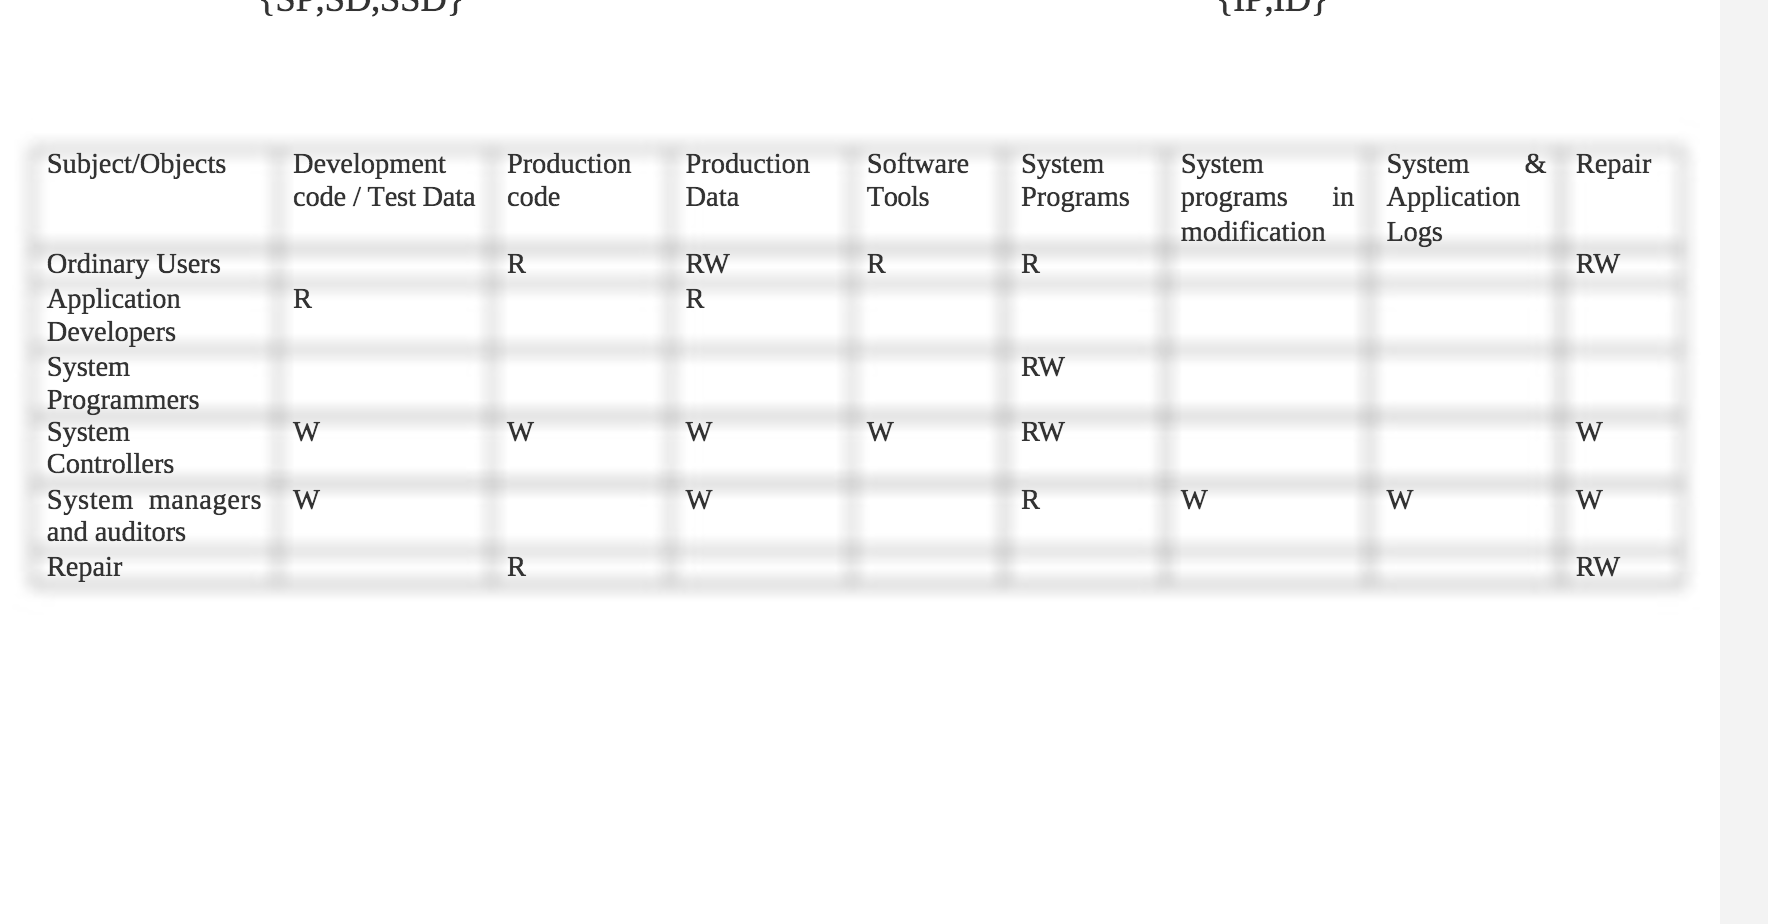 {SP,SD,SSD} {IP,ID}
Subject/Objects Development code / Test Data Production code Production Data Software Tools System Programs System programs in modification System & Application Logs Repair
Ordinary Users R RW R R RW
Application Developers R R
System Programmers RW
System Controllers W W W W RW W
System managers and auditors W W R W W W
Repair R RW